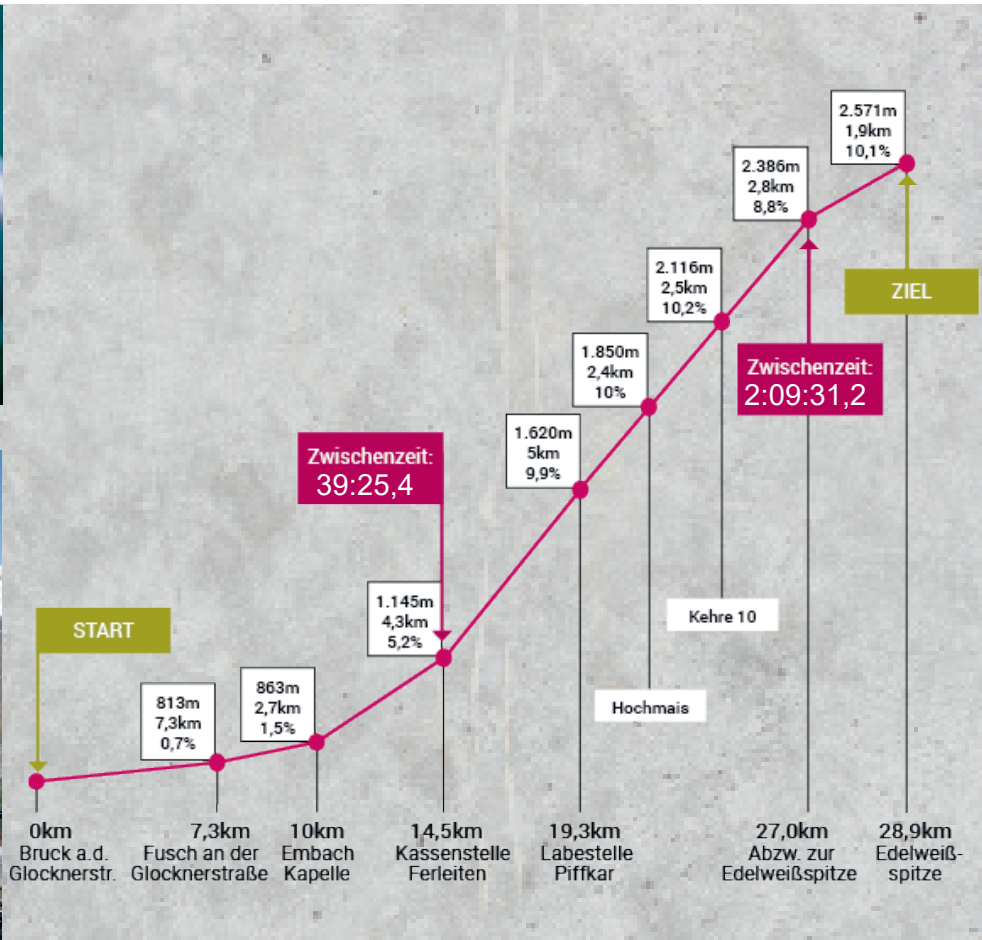 2.571m
1,9km
10,1%
2.386m
2,8km
8,8%
2.116m
2,5km
10,2%
ZIEL
1.850m
2,4km
10%
Zwischenzeit:
2:09:31,2
1.620m
5km
9,9%
Zwischenzeit:
39:25,4
1.145m
4,3km
5,2%
START
Kehre 10
863m
2,7km
1,5%
813m
7,3km
0,7%
Hochmais
0km
Bruck a.d.
Glocknerstr.
7,3km
Fusch an der
Glocknerstraße
10km
Embach
Kapelle
14,5km
Kassenstelle
Ferleiten
19,3km
Labestelle
Piffkar
27,0km
Abzw. zur
Edelweißspitze
28,9km
Edelweiß-
spitze